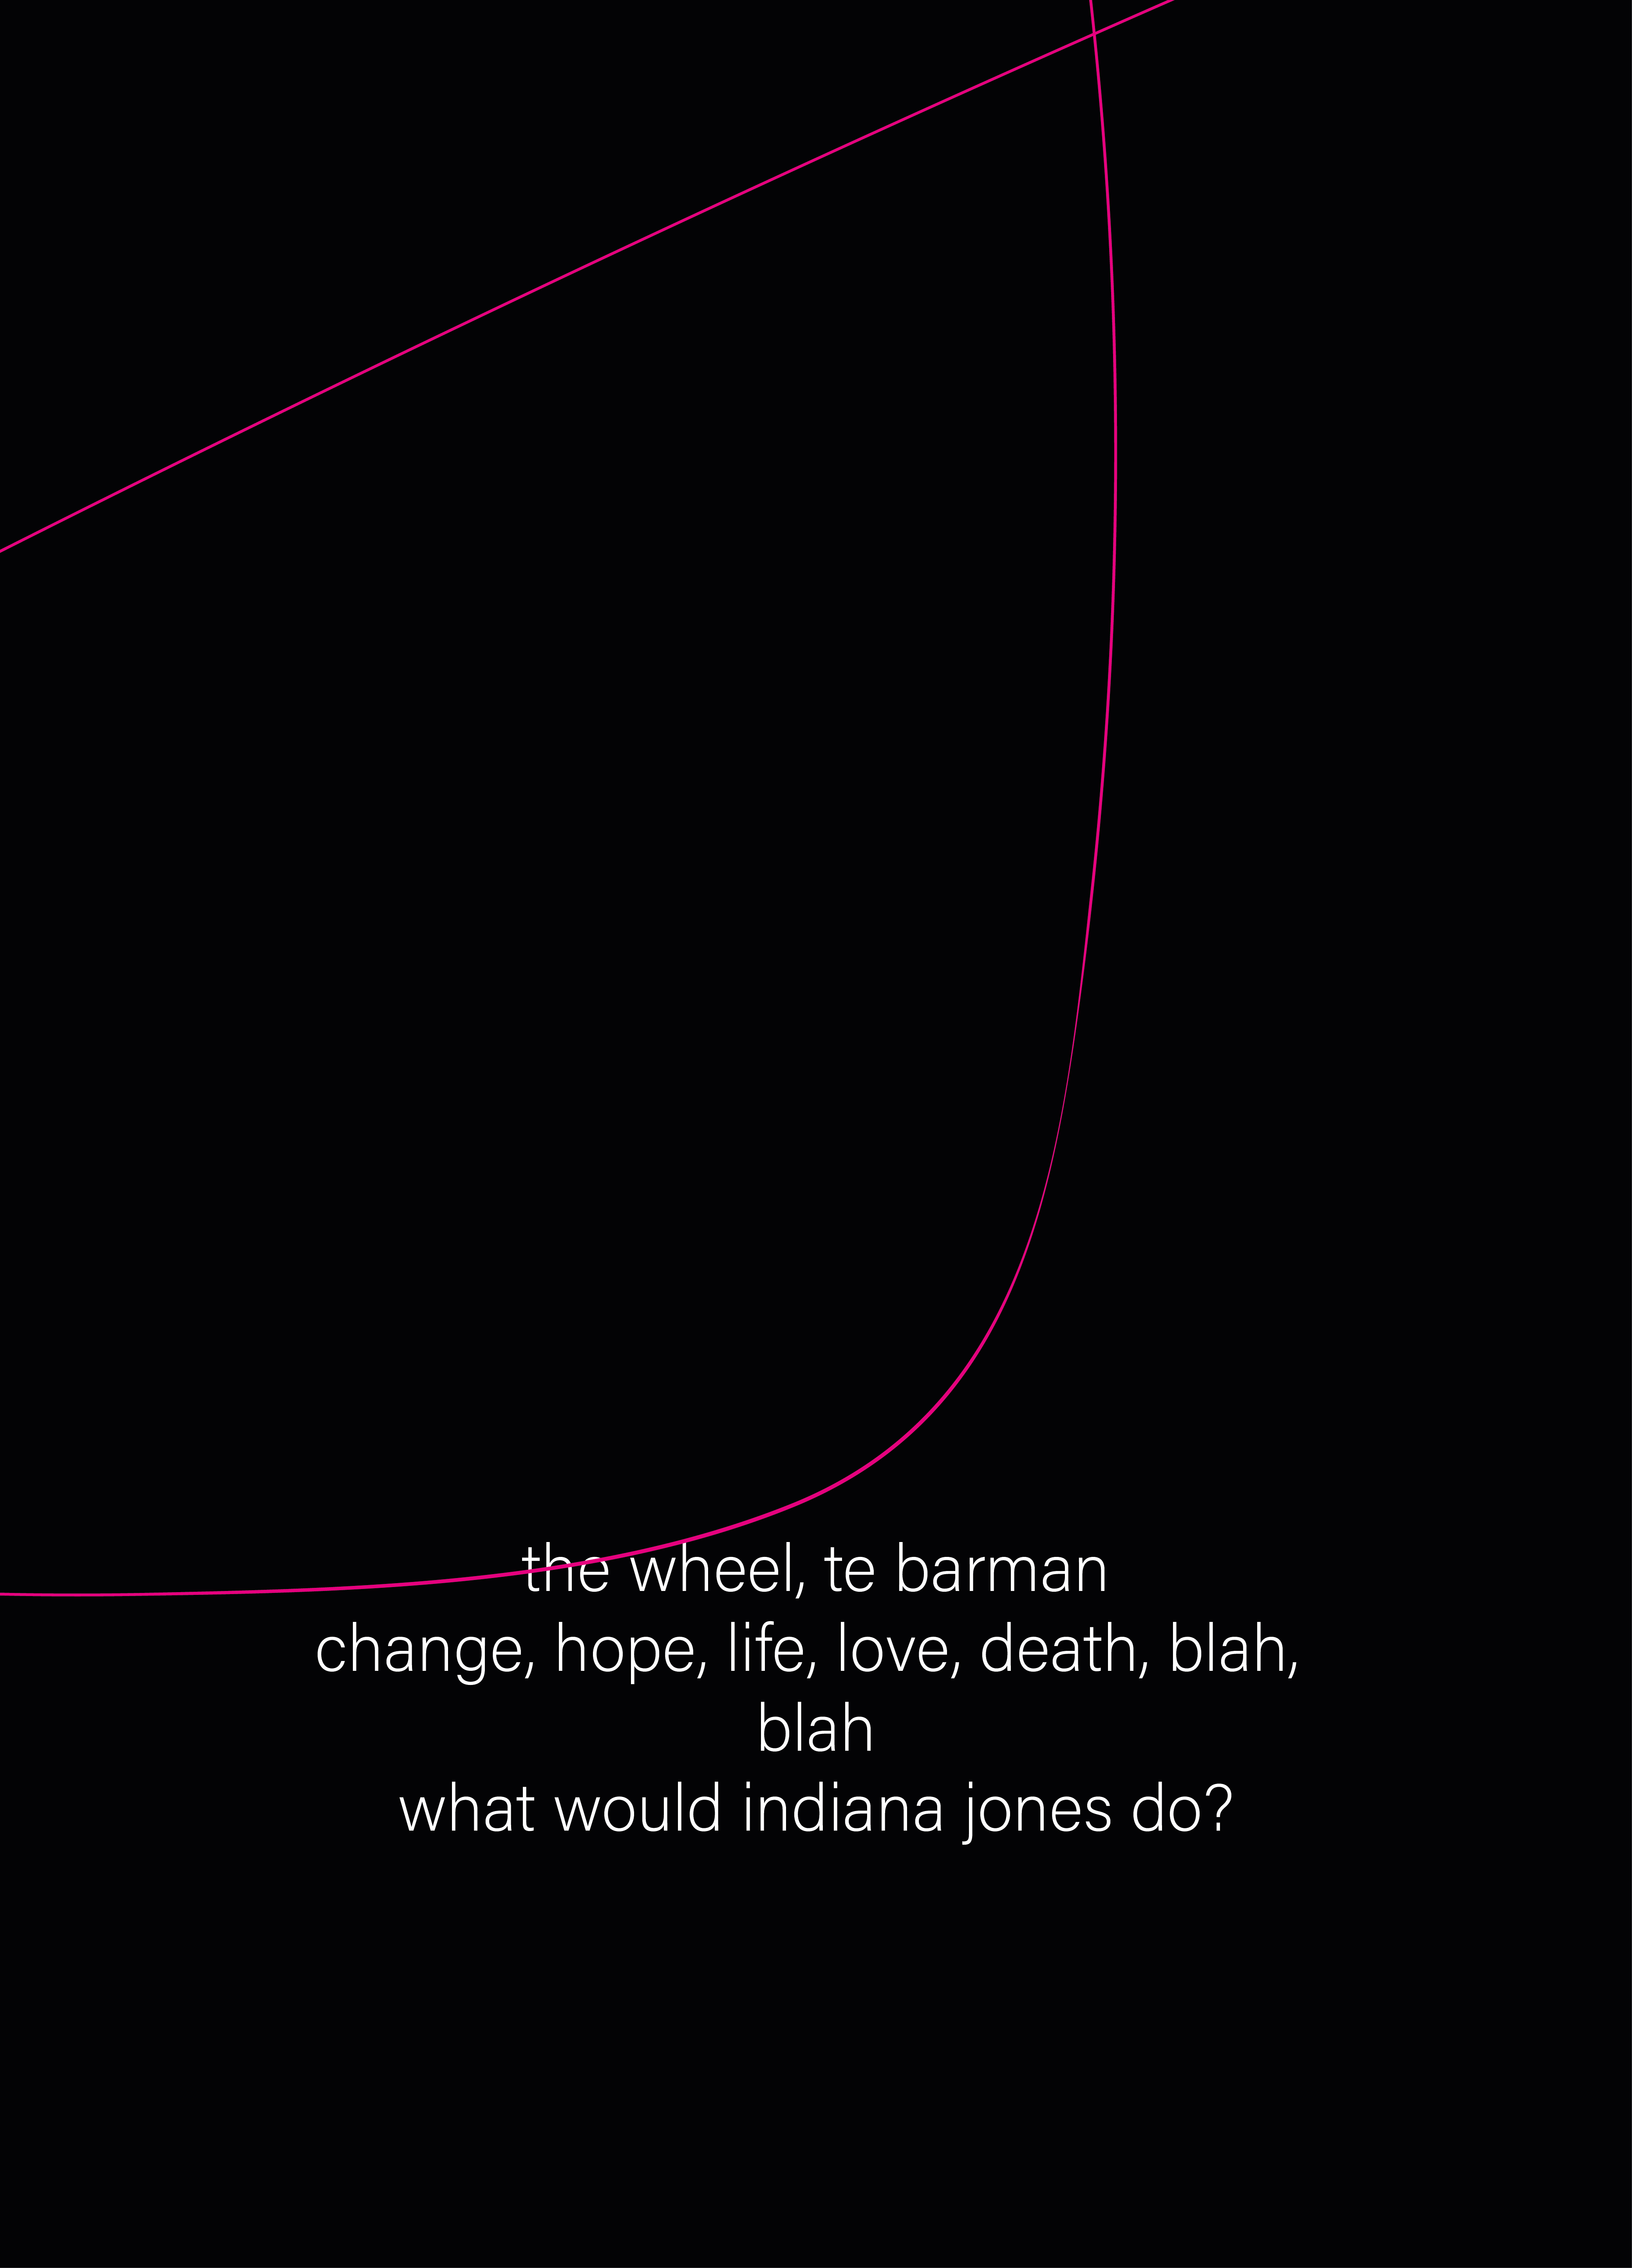 the wheel, te barman
change, hope, life, love, death, blah,
blah
what would indiana jones do?